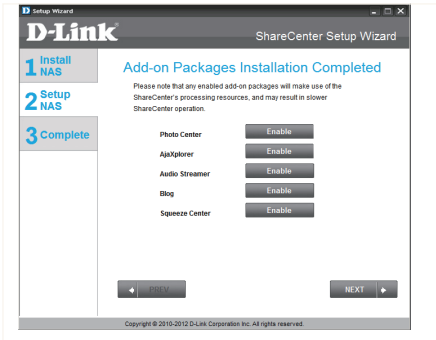 Setup Wizard
D-Link
ShareCenter Setup Wizard
1 Install NAS
2 Setup NAS
3 Complete
Add-on Packages Installation Completed
Please note that any enabled add-on packages will make use of the
ShareCenter's processing resources, and may result in slower
ShareCenter operation.
Photo Center Enable
AjaXplorer Enable
Audio Streamer Enable
Blog Enable
Squeeze Center Enable
PREV NEXT
Copyright © 2010-2012 D-Link Corporation Inc. All rights reserved.